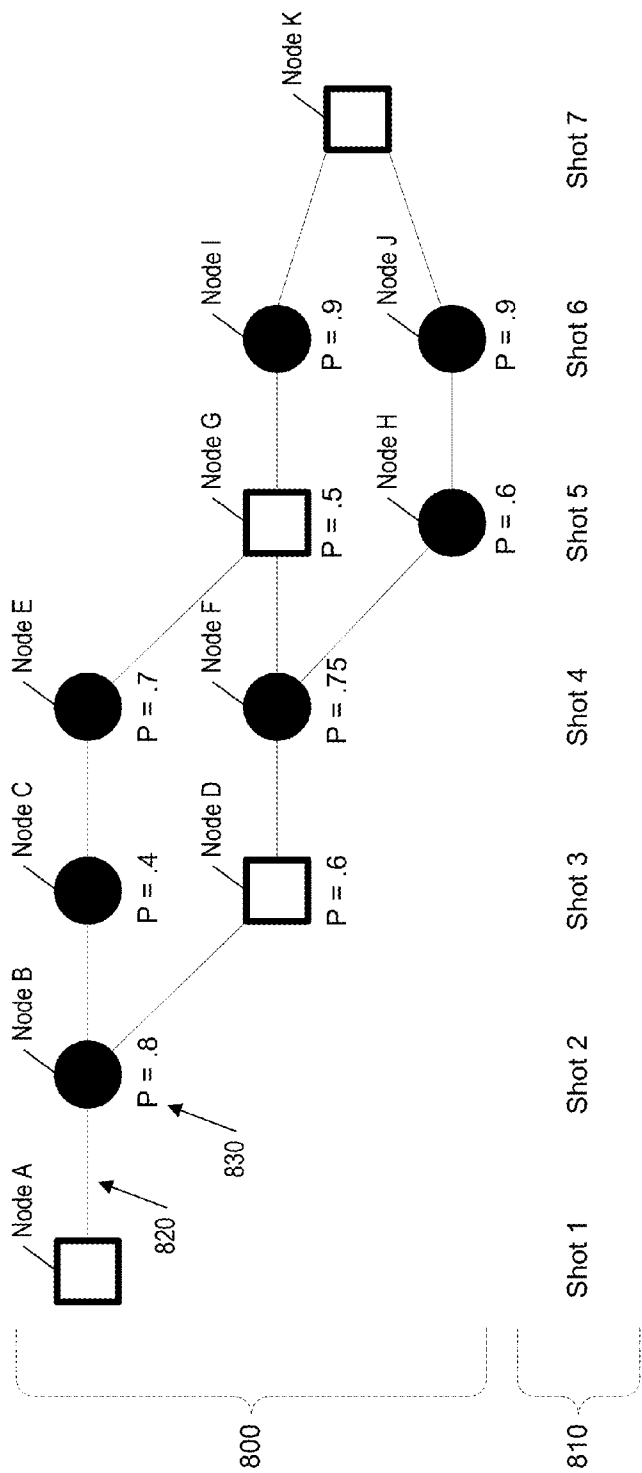 Node A
Node B
Node C
Node E
P = .8
P = .4
P = .7
820
830
Node D
Node F
Node G
Node I
P = .6
P = .75
P = .5
P = .9
Node K
Node H
Node J
P = .6
P = .9
800
Shot 1
Shot 2
Shot 3
Shot 4
Shot 5
Shot 6
Shot 7
810